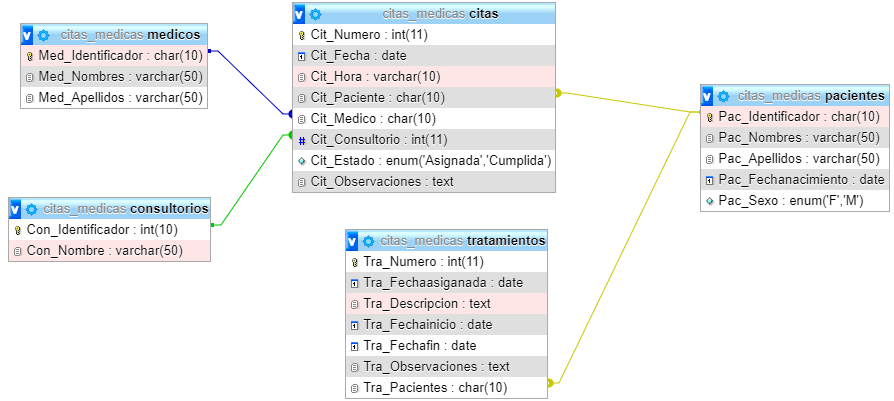 citas_medicas medicos
Med_Identificador : char(10)
Med_Nombres : varchar(50)
Med_Apellidos : varchar(50)
citas_medicas citas
Cit_Numero : int(11)
Cit_Fecha : date
Cit_Hora : varchar(10)
Cit_Paciente : char(10)
Cit_Medico : char(10)
Cit_Consultorio : int(11)
Cit_Estado : enum('Asignada','Cumplida')
Cit_Observaciones : text
citas_medicas pacientes
Pac_Identificador : char(10)
Pac_Nombres : varchar(50)
Pac_Apellidos : varchar(50)
Pac_Fechanacimiento : date
Pac_Sexo : enum('F','M')
citas_medicas consultorios
Con_Identificador : int(10)
Con_Nombre : varchar(50)
citas_medicas tratamientos
Tra_Numero : int(11)
Tra_Fechaasiganada : date
Tra_Descripcion : text
Tra_Fechainicio : date
Tra_Fechafin : date
Tra_Observaciones : text
Tra_Pacientes : char(10)